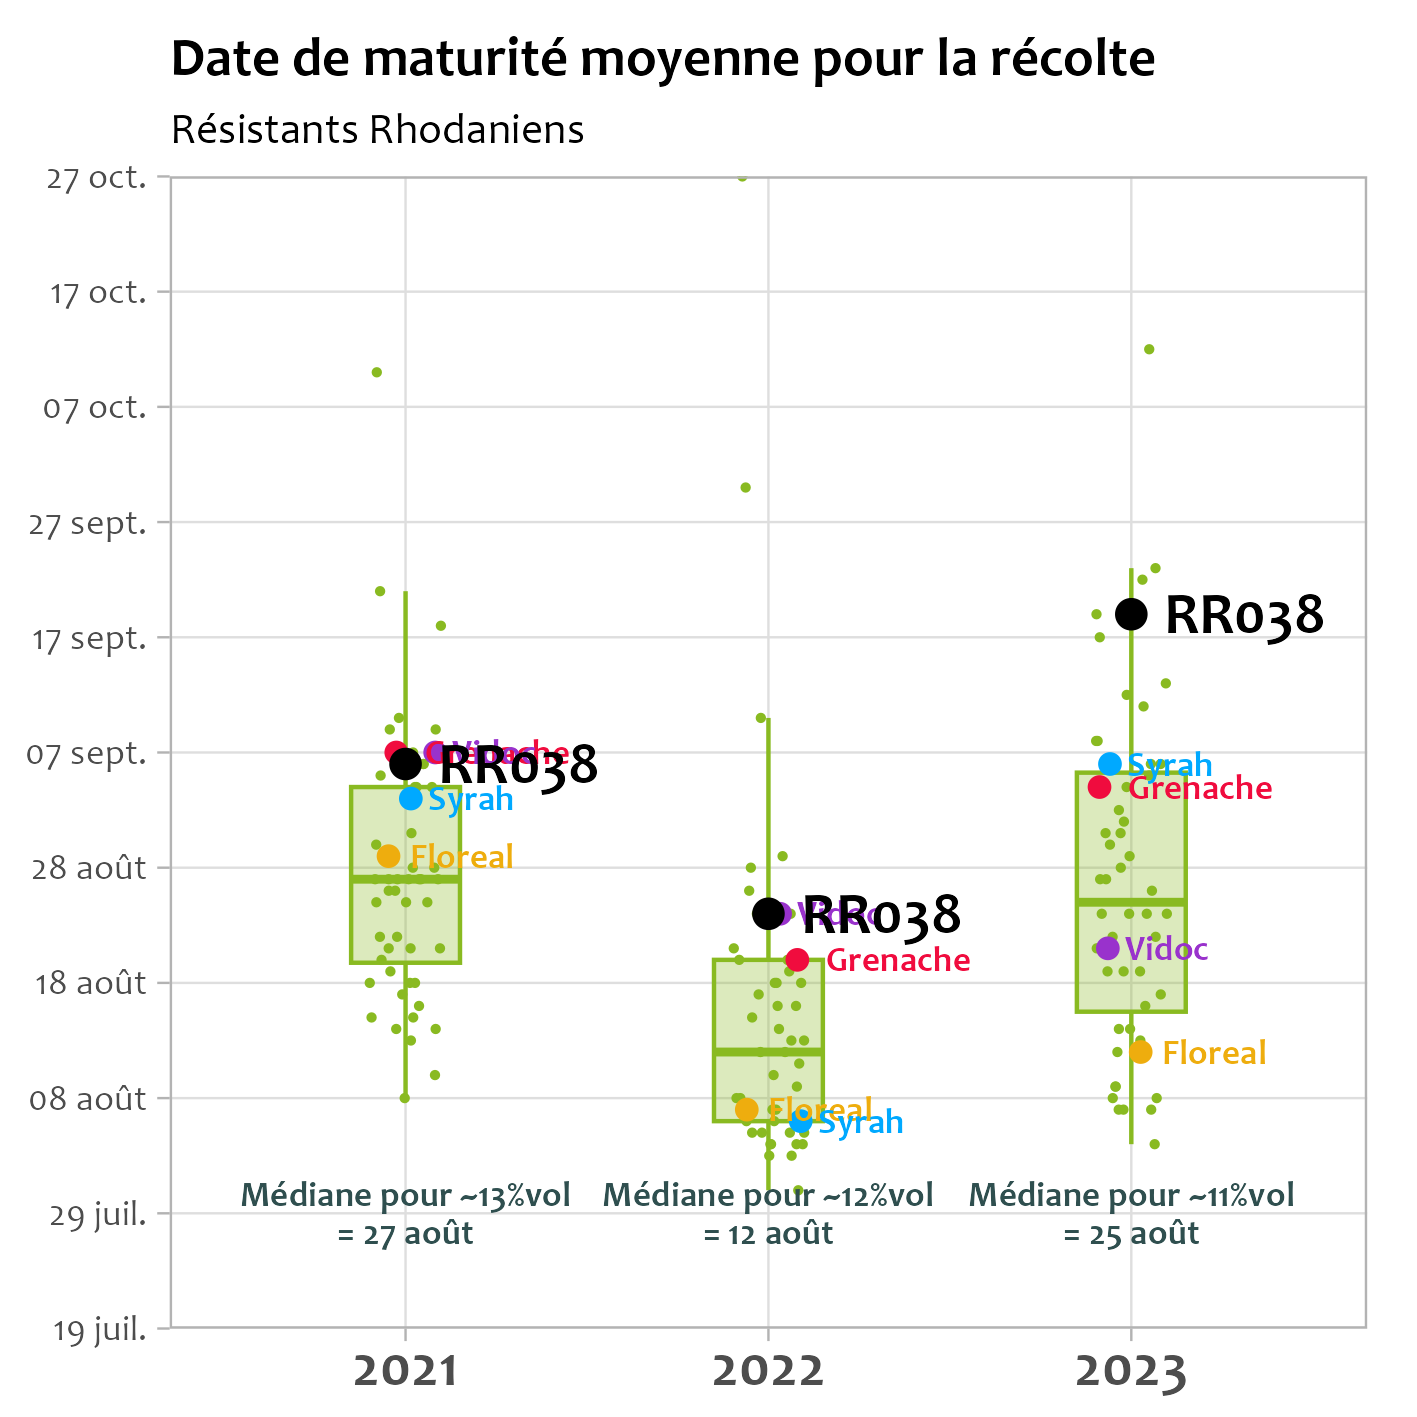 Date de maturité moyenne pour la récolte
Résistants Rhodaniens
27 oct.
17 oct.
07 oct.
27 sept.
17 sept.
07 sept.
28 août
18 août
08 août
29 juil.
19 juil.
Vidoc
Grenache
RR038
Syrah
Floreal
Vidoc
RR038
Grenache
Floreal
Syrah
RR038
Syrah
Grenache
Vidoc
Floreal
Médiane pour ~13%vol
= 27 août
Médiane pour ~12%vol
= 12 août
Médiane pour ~11%vol
= 25 août
2021
2022
2023